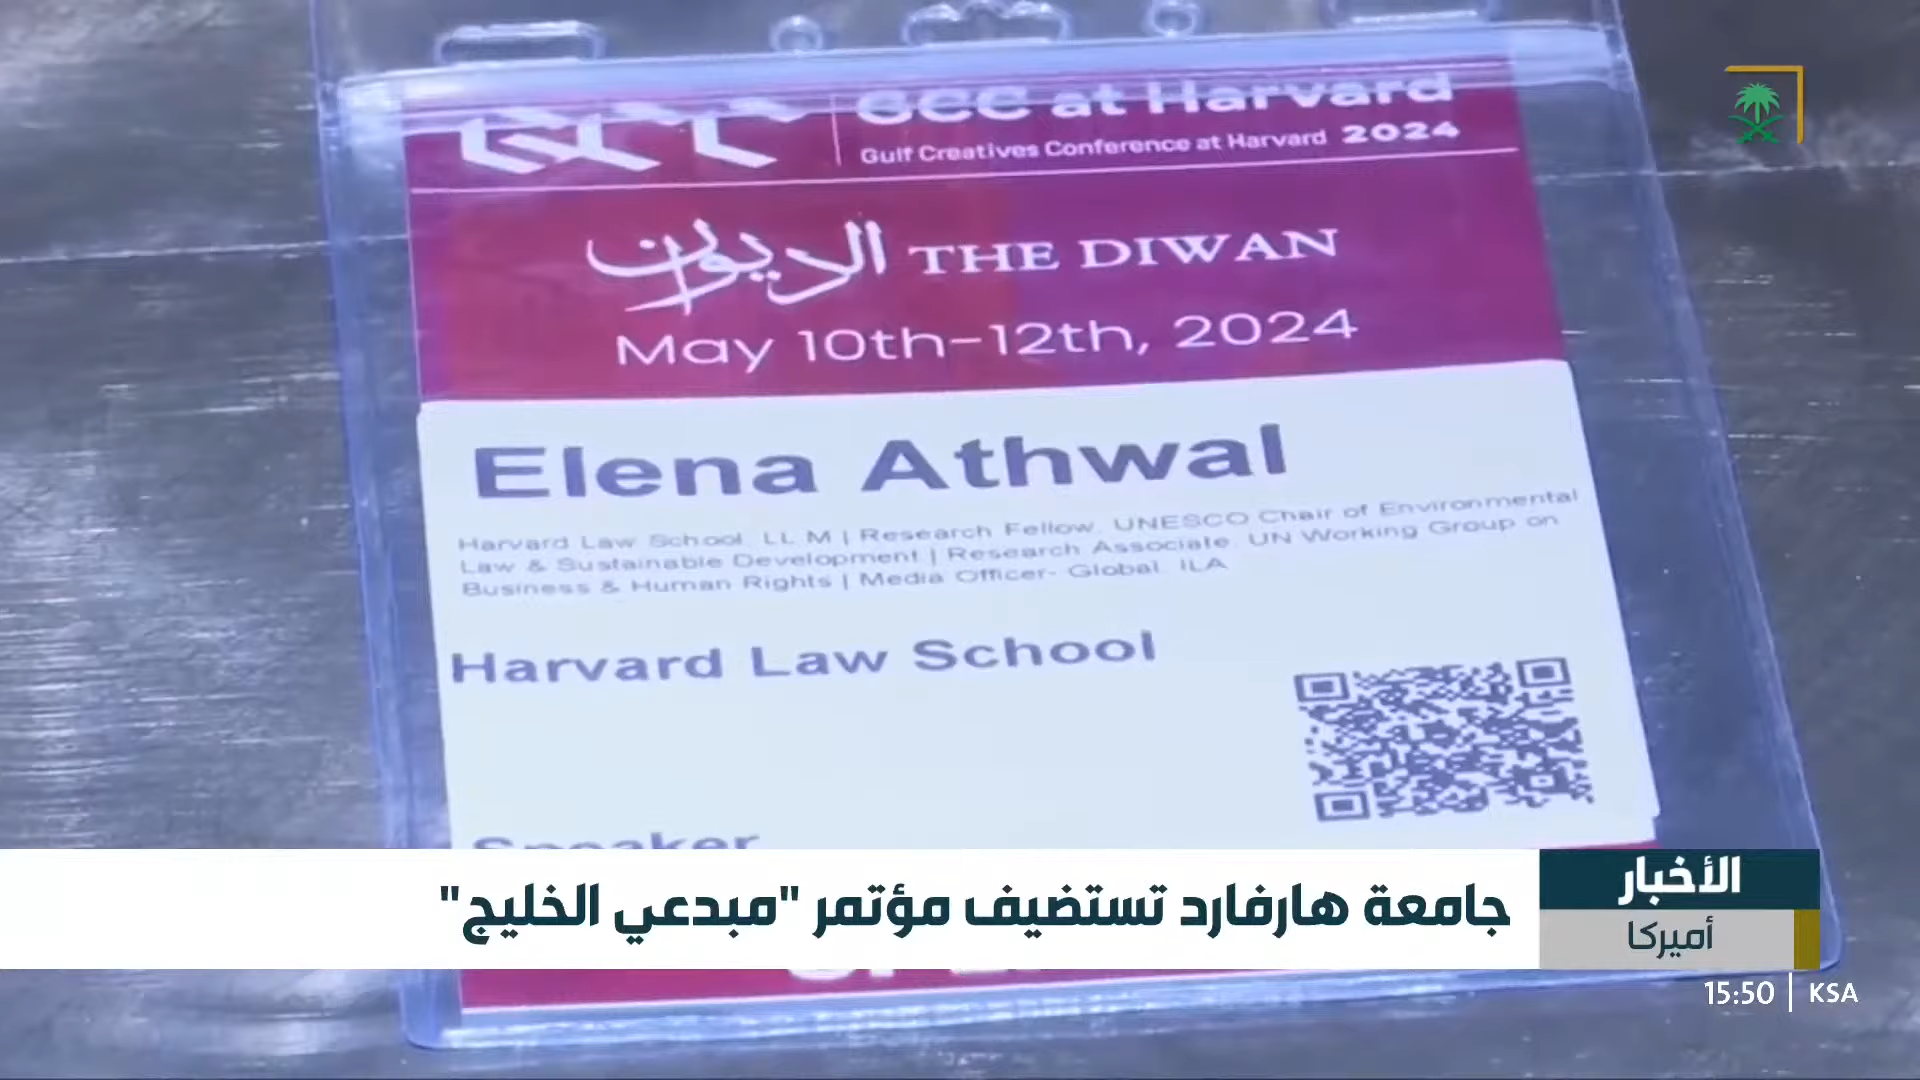 GCC at Harvard
Gulf Creatives Conference at Harvard 2024
الديوان THE DIWAN
May 10th-12th, 2024
Elena Athwal
Harvard Law School, LL.M | Research Fellow, UNESCO Chair of Environmental
Law & Sustainable Development | Research Associate, UN Working Group on
Business & Human Rights | Media Officer- Global, ILA
Harvard Law School
Speaker
الأخبار
جامعة هارفارد تستضيف مؤتمر "مبدعي الخليج"
أميركا
15:50 | KSA